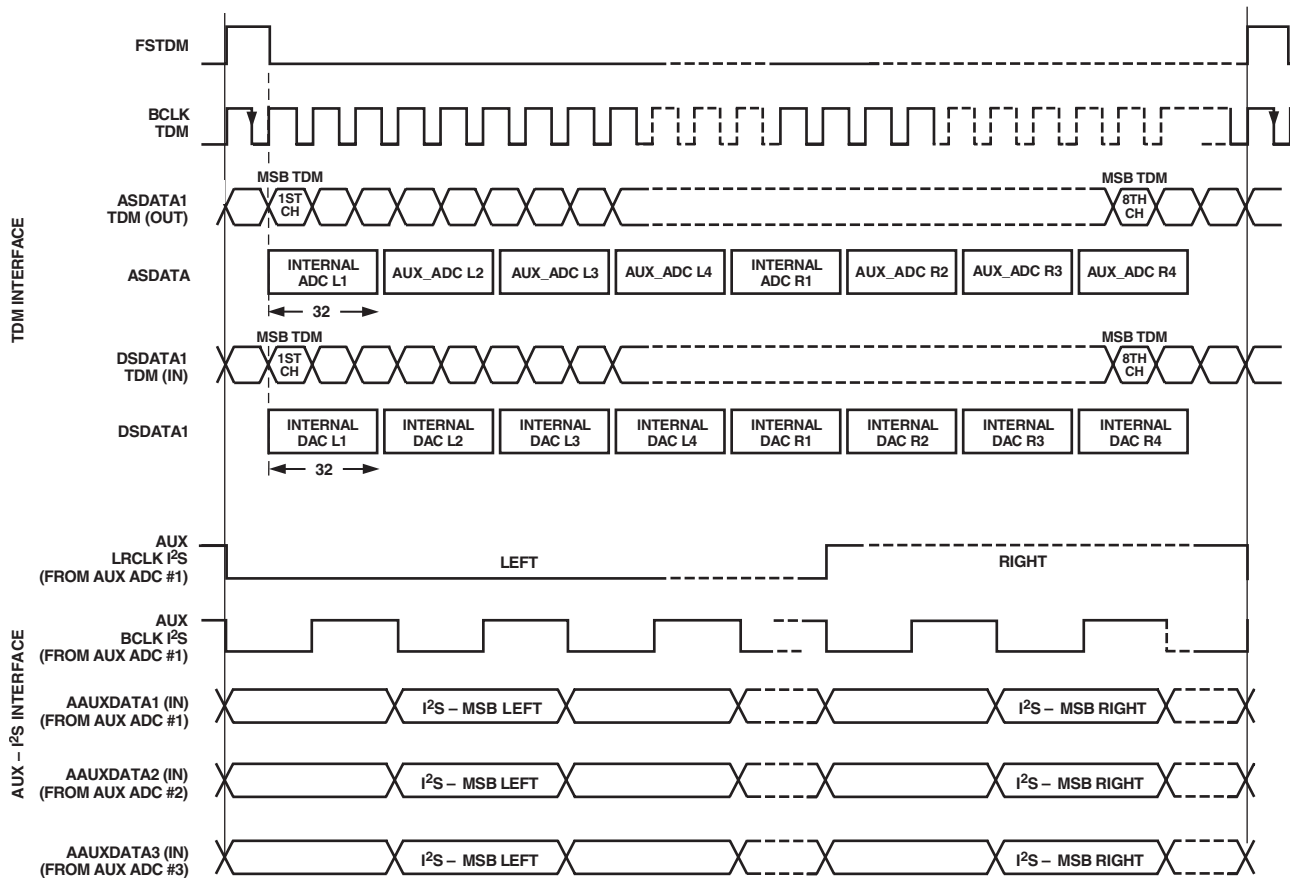 FSTDM
BCLK
TDM
MSB TDM
MSB TDM
ASDATA1
TDM (OUT)
1ST
CH
8TH
CH
TDM INTERFACE
ASDATA
INTERNAL
ADC L1
AUX_ADC L2
AUX_ADC L3
AUX_ADC L4
INTERNAL
ADC R1
AUX_ADC R2
AUX_ADC R3
AUX_ADC R4
32
MSB TDM
MSB TDM
DSDATA1
TDM (IN)
1ST
CH
8TH
CH
DSDATA1
INTERNAL
DAC L1
INTERNAL
DAC L2
INTERNAL
DAC L3
INTERNAL
DAC L4
INTERNAL
DAC R1
INTERNAL
DAC R2
INTERNAL
DAC R3
INTERNAL
DAC R4
32
AUX
LRCLK I²S
(FROM AUX ADC #1)
LEFT
RIGHT
AUX – I²S INTERFACE
AUX
BCLK I²S
(FROM AUX ADC #1)
AAUXDATA1 (IN)
(FROM AUX ADC #1)
I²S – MSB LEFT
I²S – MSB RIGHT
AAUXDATA2 (IN)
(FROM AUX ADC #2)
I²S – MSB LEFT
I²S – MSB RIGHT
AAUXDATA3 (IN)
(FROM AUX ADC #3)
I²S – MSB LEFT
I²S – MSB RIGHT